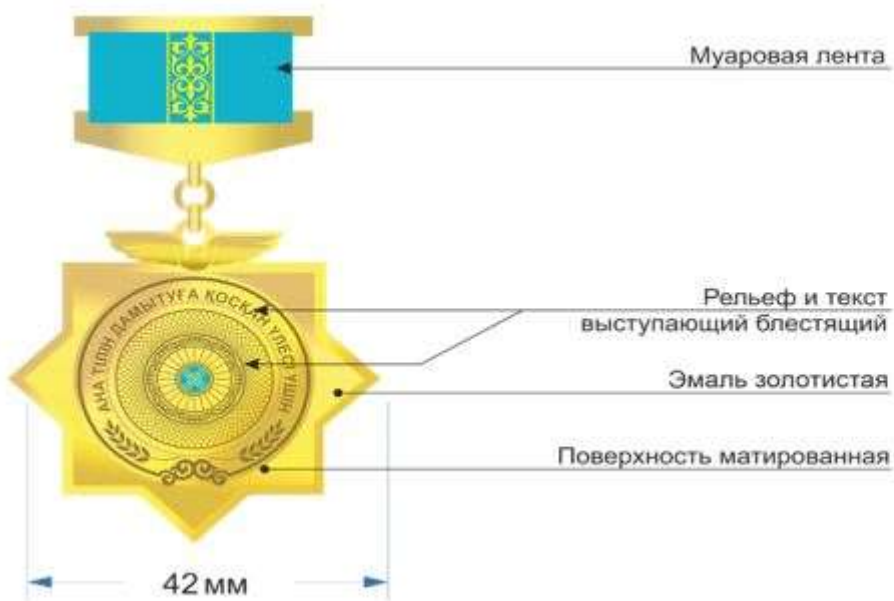 Муаровая лента
АНА ТІЛІН ДАМЫТУҒА ҚОСҚАН ҮЛЕСІ ҮШІН
Рельеф и текст
выступающий блестящий
Эмаль золотистая
Поверхность матированная
42 мм